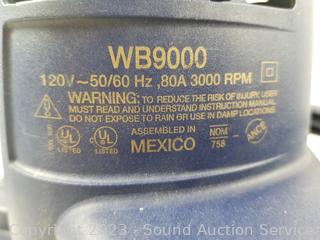 WB9000
120V~50/60 Hz ,80A 3000 RPM
WARNING: TO REDUCE THE RISK OF INJURY, USER
MUST READ AND UNDERSTAND INSTRUCTION MANUAL.
DO NOT EXPOSE TO RAIN OR USE IN DAMP LOCATIONS.
ASSEMBLED IN
MEXICO
UL
LISTED
C UL
LISTED
NOM
758
ANCE
Copyright 2023 - Sound Auction Service